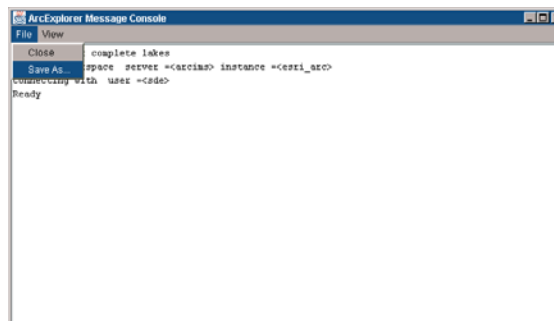 ArcExplorer Message Console
File View
Close
Save As...
complete lakes
space server =<arcims> instance =<esri_arc>
Connecting with user =<sde>
Ready